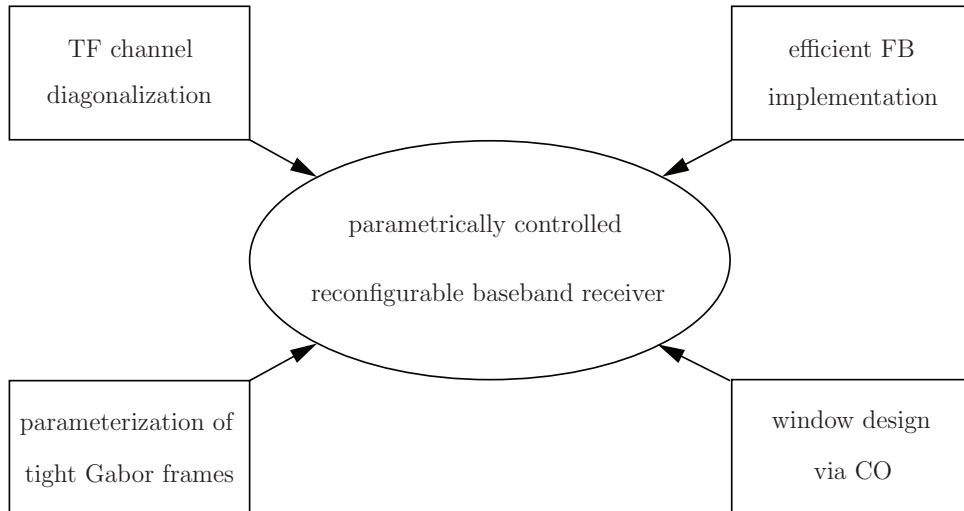 TF channel
diagonalization
efficient FB
implementation
parametrically controlled
reconfigurable baseband receiver
parameterization of
tight Gabor frames
window design
via CO